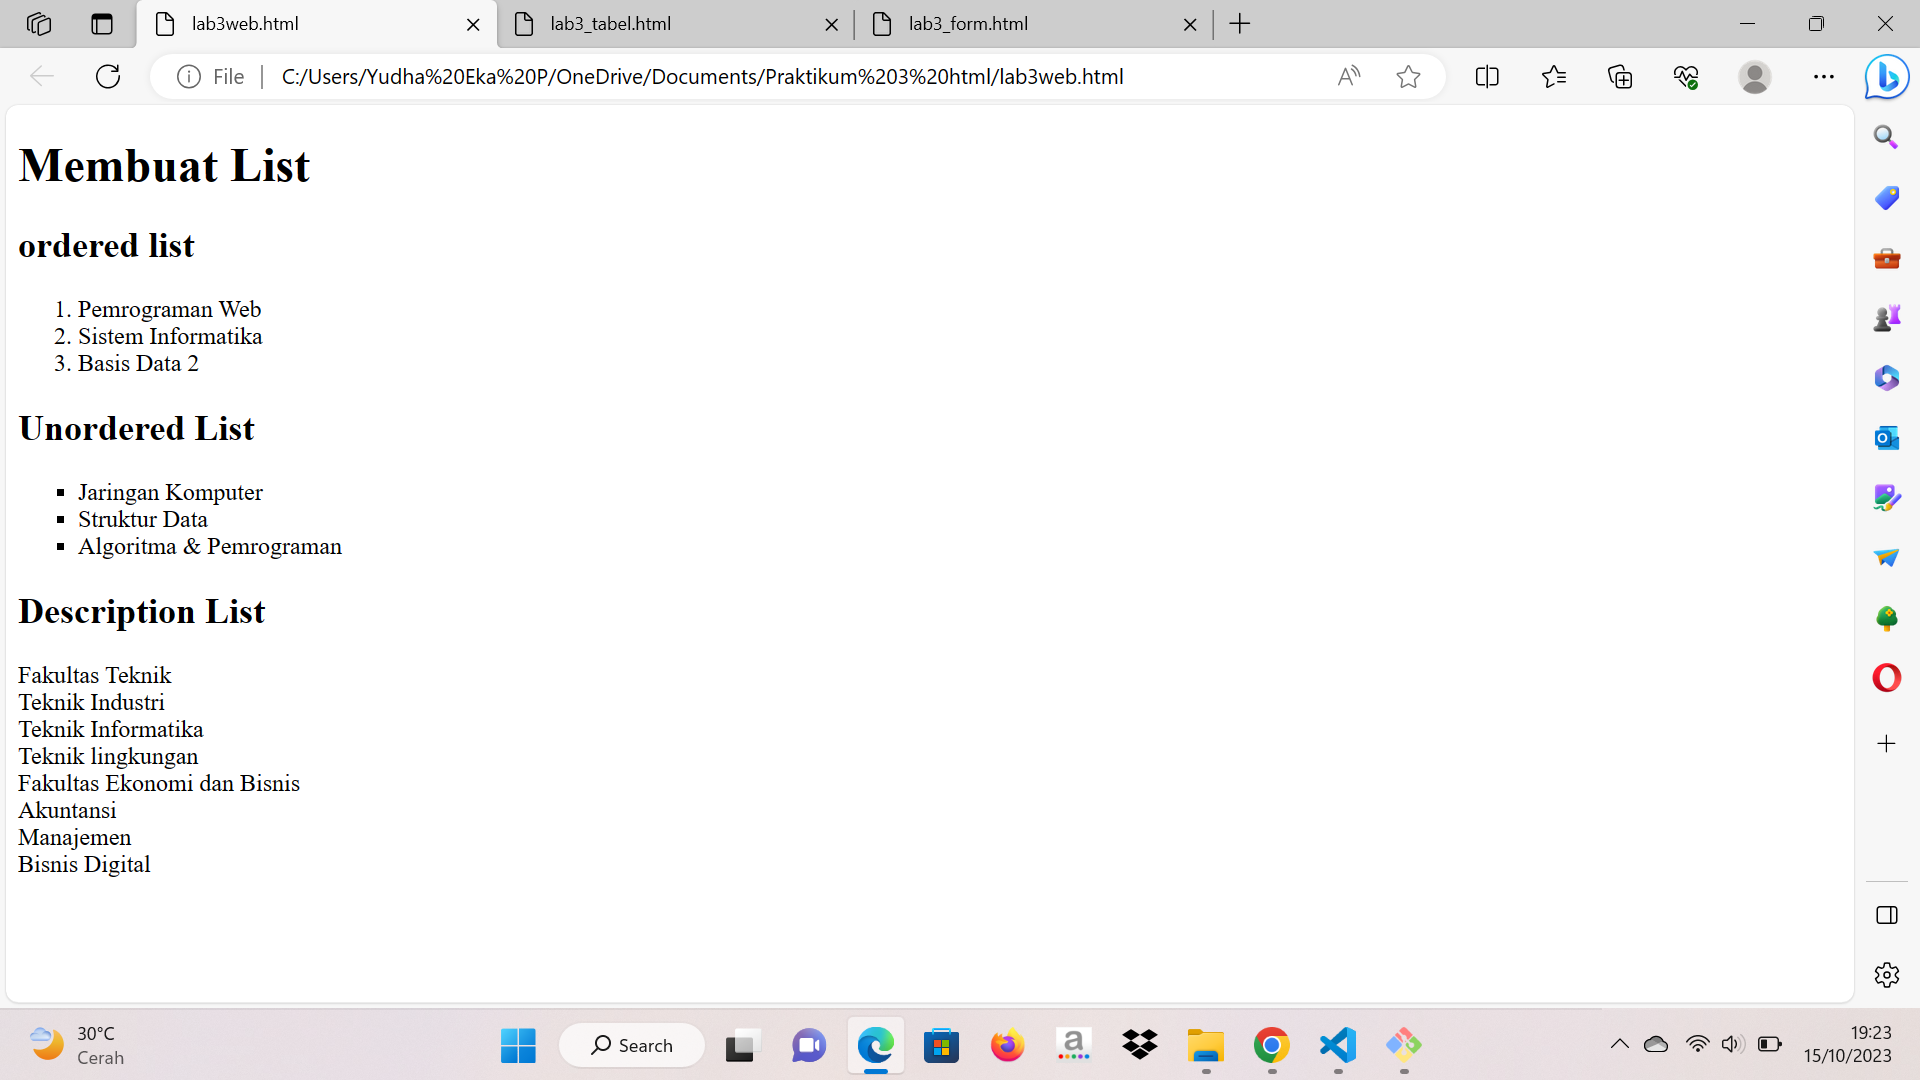 lab3web.html
lab3_tabel.html
lab3_form.html
File
C:/Users/Yudha%20Eka%20P/OneDrive/Documents/Praktikum%203%20html/lab3web.html
Membuat List
ordered list
1. Pemrograman Web
2. Sistem Informatika
3. Basis Data 2
Unordered List
▪ Jaringan Komputer
▪ Struktur Data
▪ Algoritma & Pemrograman
Description List
Fakultas Teknik
Teknik Industri
Teknik Informatika
Teknik lingkungan
Fakultas Ekonomi dan Bisnis
Akuntansi
Manajemen
Bisnis Digital
30°C
Cerah
Search
19:23
15/10/2023